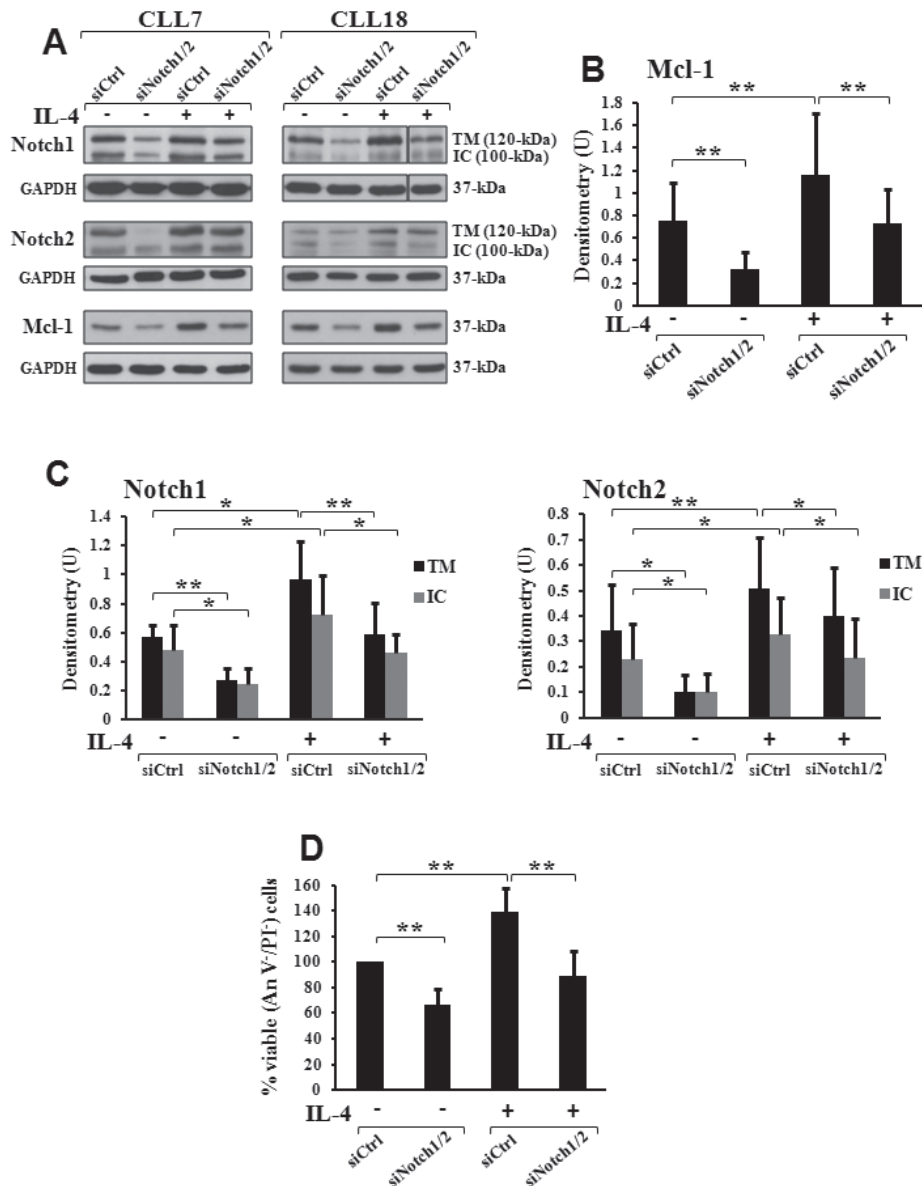 A
CLL7
CLL18
siCtrl siNotch1/2 siCtrl siNotch1/2
siCtrl siNotch1/2 siCtrl siNotch1/2
IL-4 - - + + - - + +
Notch1 TM (120-kDa)
IC (100-kDa)
GAPDH 37-kDa
Notch2 TM (120-kDa)
IC (100-kDa)
GAPDH 37-kDa
Mcl-1 37-kDa
GAPDH 37-kDa
B
Mcl-1
** **
**
Densitometry (U)
1.8
1.6
1.4
1.2
1
0.8
0.6
0.4
0.2
0
IL-4 - - + +
siCtrl siNotch1/2 siCtrl siNotch1/2
C
Notch1
* **
* *
**
*
Densitometry (U)
1.4
1.2
1
0.8
0.6
0.4
0.2
0
TM
IC
IL-4 - - + +
siCtrl siNotch1/2 siCtrl siNotch1/2
Notch2
** *
* *
*
*
Densitometry (U)
0.8
0.7
0.6
0.5
0.4
0.3
0.2
0.1
0
TM
IC
IL-4 - - + +
siCtrl siNotch1/2 siCtrl siNotch1/2
D
** **
**
% viable (An V-/PI-) cells
160
140
120
100
80
60
40
20
0
IL-4 - - + +
siCtrl siNotch1/2 siCtrl siNotch1/2